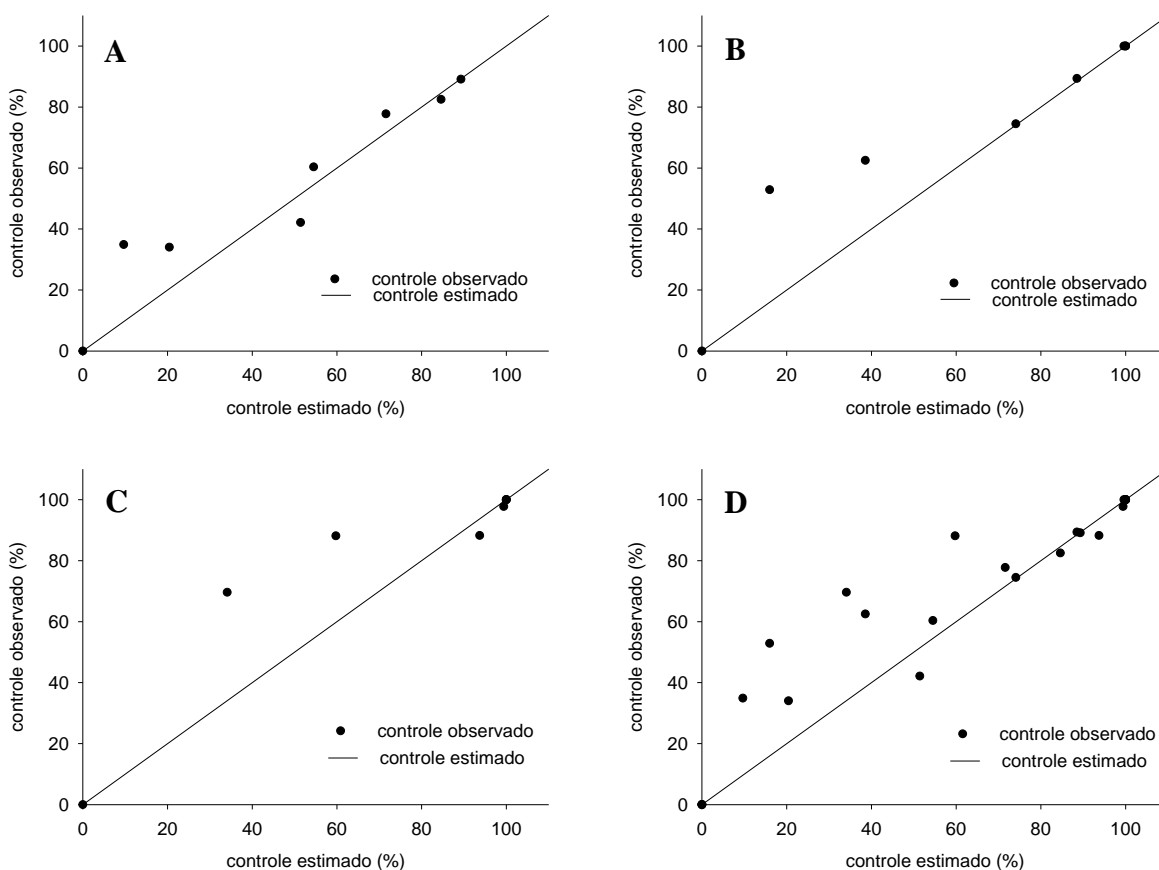 A
controle observado (%)
100
80
60
40
20
0
0 20 40 60 80 100
controle estimado (%)
controle observado
controle estimado
B
controle observado (%)
100
80
60
40
20
0
0 20 40 60 80 100
controle estimado (%)
controle observado
controle estimado
C
controle observado (%)
100
80
60
40
20
0
0 20 40 60 80 100
controle estimado (%)
controle observado
controle estimado
D
controle observado (%)
100
80
60
40
20
0
0 20 40 60 80 100
controle estimado (%)
controle observado
controle estimado